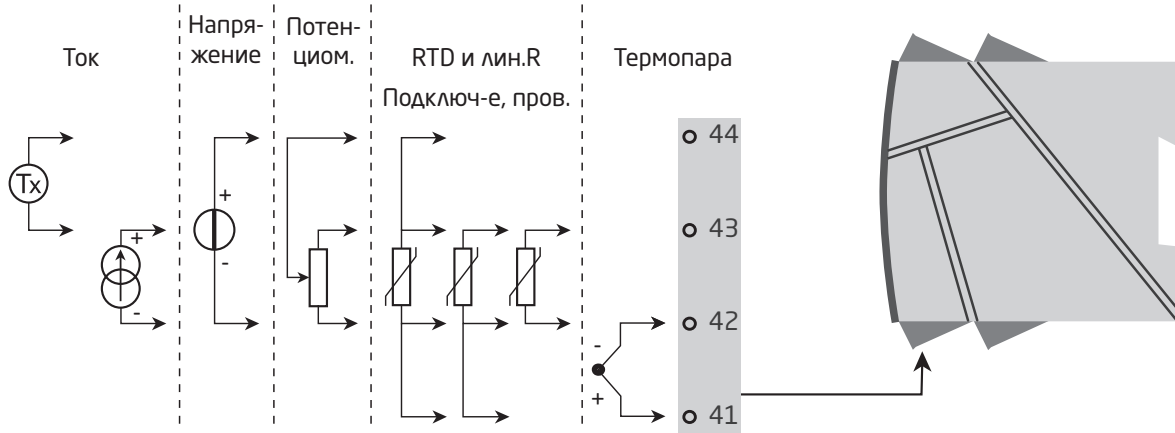 Ток
Напря-
жение
Потен-
циом.
RTD и лин.R
Подключ-е, пров.
Термопара
44
Tx
+
43
+
-
-
42
-
+
41